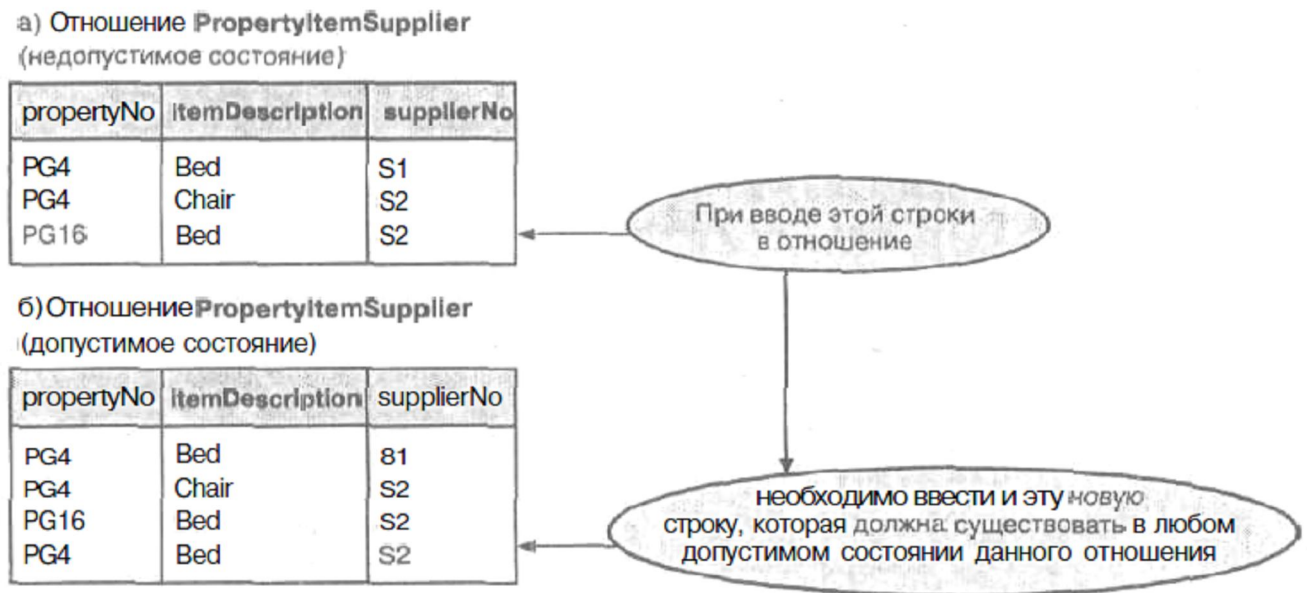 а) Отношение PropertyItemSupplier
(недопустимое состояние)
propertyNo itemDescription supplierNo
PG4 Bed S1
PG4 Chair S2
PG16 Bed S2
При вводе этой строки
в отношение
б) Отношение PropertyItemSupplier
(допустимое состояние)
propertyNo itemDescription supplierNo
PG4 Bed 81
PG4 Chair S2
PG16 Bed S2
PG4 Bed S2
необходимо ввести и эту новую
строку, которая должна существовать в любом
допустимом состоянии данного отношения